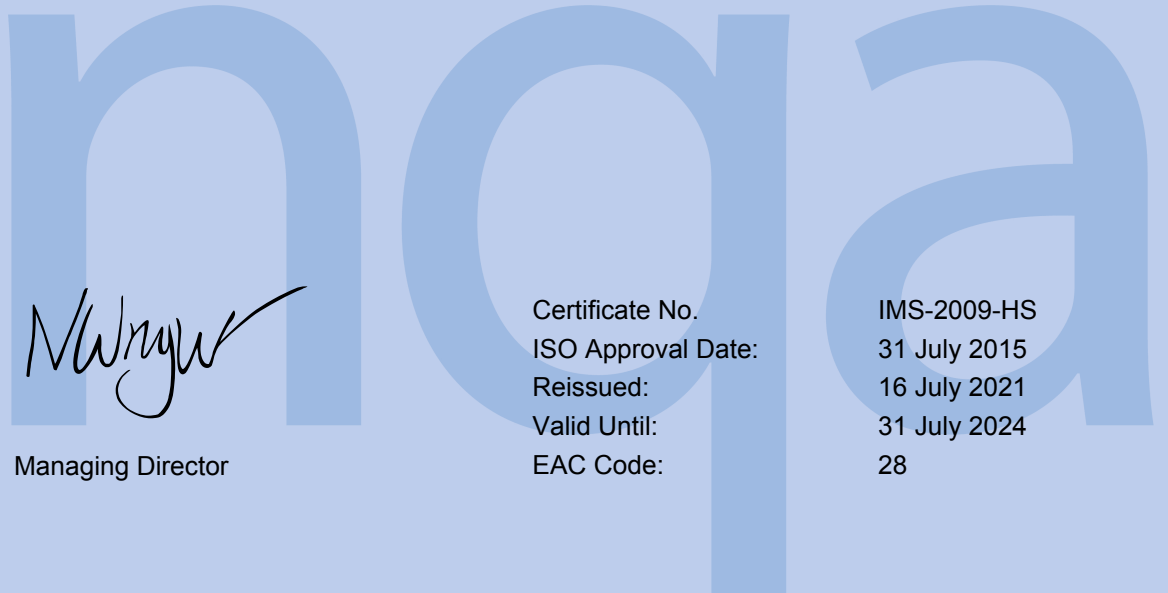 nqa
Certificate No. IMS-2009-HS
ISO Approval Date: 31 July 2015
Reissued: 16 July 2021
Valid Until: 31 July 2024
Managing Director EAC Code: 28